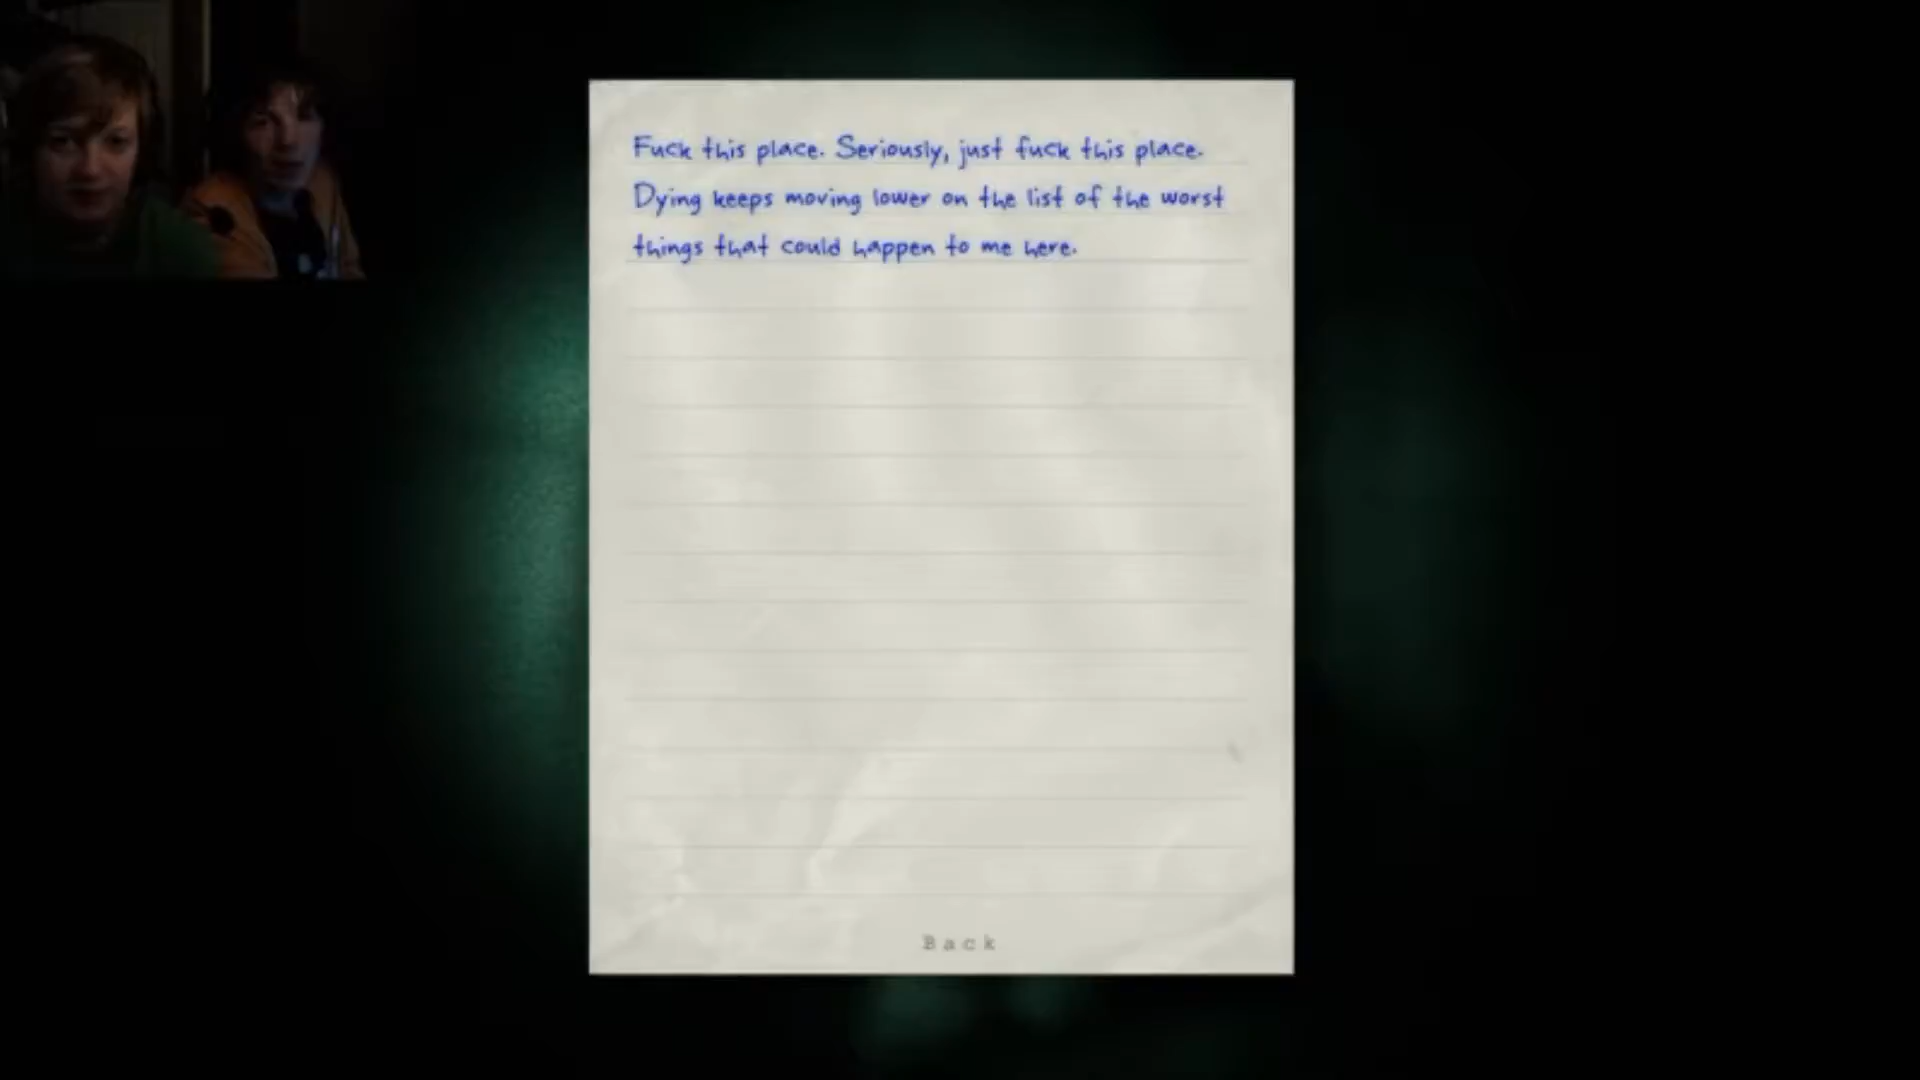 Fuck this place. Seriously, just fuck this place.
Dying keeps moving lower on the list of the worst
things that could happen to me here.
Back